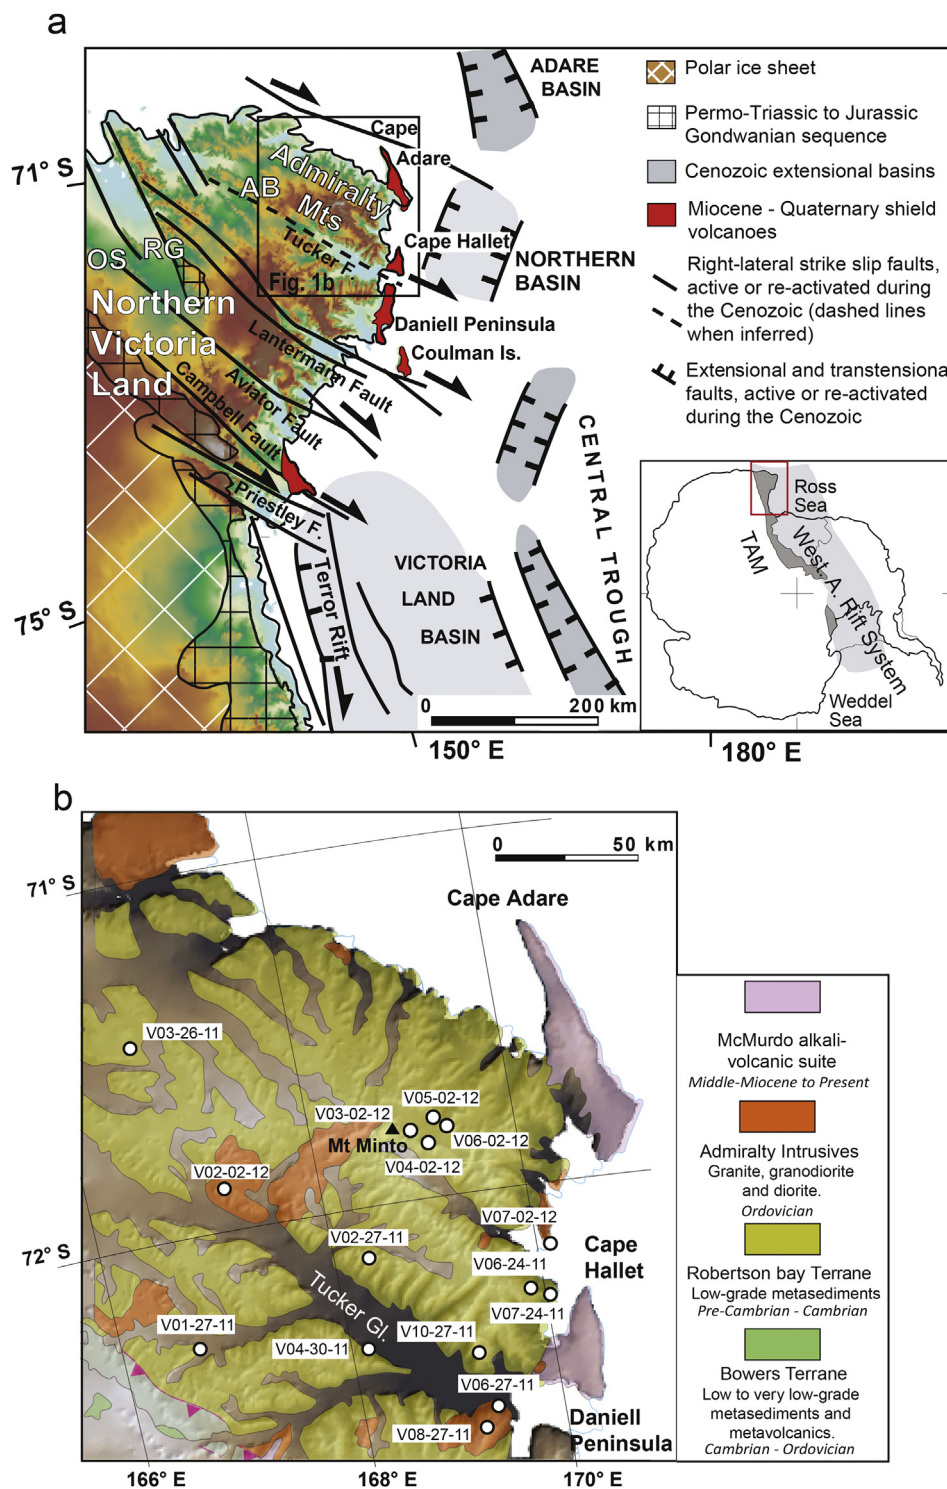 a
ADARE
BASIN
Cape
Adare
71° S
Admiralty
Mts
AB
Tucker F.
Cape Hallet
NORTHERN
BASIN
OS
RG
Fig. 1b
Northern
Victoria
Land
Daniell Peninsula
Coulman Is.
Lantermann Fault
Aviator Fault
Campbell Fault
Priestley F.
Terror Rift
VICTORIA
LAND
BASIN
CENTRAL TROUGH
75° S
0 200 km
150° E
180° E
Polar ice sheet
Permo-Triassic to Jurassic
Gondwanian sequence
Cenozoic extensional basins
Miocene - Quaternary shield
volcanoes
Right-lateral strike slip faults,
active or re-activated during
the Cenozoic (dashed lines
when inferred)
Extensional and transtensional
faults, active or re-activated
during the Cenozoic
Ross
Sea
TAM
West A. Rift System
Weddel
Sea
b
0 50 km
71° S
Cape Adare
V03-26-11
V05-02-12
V03-02-12
Mt Minto
V06-02-12
V04-02-12
V02-02-12
V07-02-12
V02-27-11
Cape
Hallet
72° S
V06-24-11
V07-24-11
Tucker Gl.
V01-27-11
V10-27-11
V04-30-11
V06-27-11
V08-27-11
Daniell
Peninsula
166° E
168° E
170° E
McMurdo alkali-
volcanic suite
Middle-Miocene to Present
Admiralty Intrusives
Granite, granodiorite
and diorite.
Ordovician
Robertson bay Terrane
Low-grade metasediments
Pre-Cambrian - Cambrian
Bowers Terrane
Low to very low-grade
metasediments and
metavolcanics.
Cambrian - Ordovician